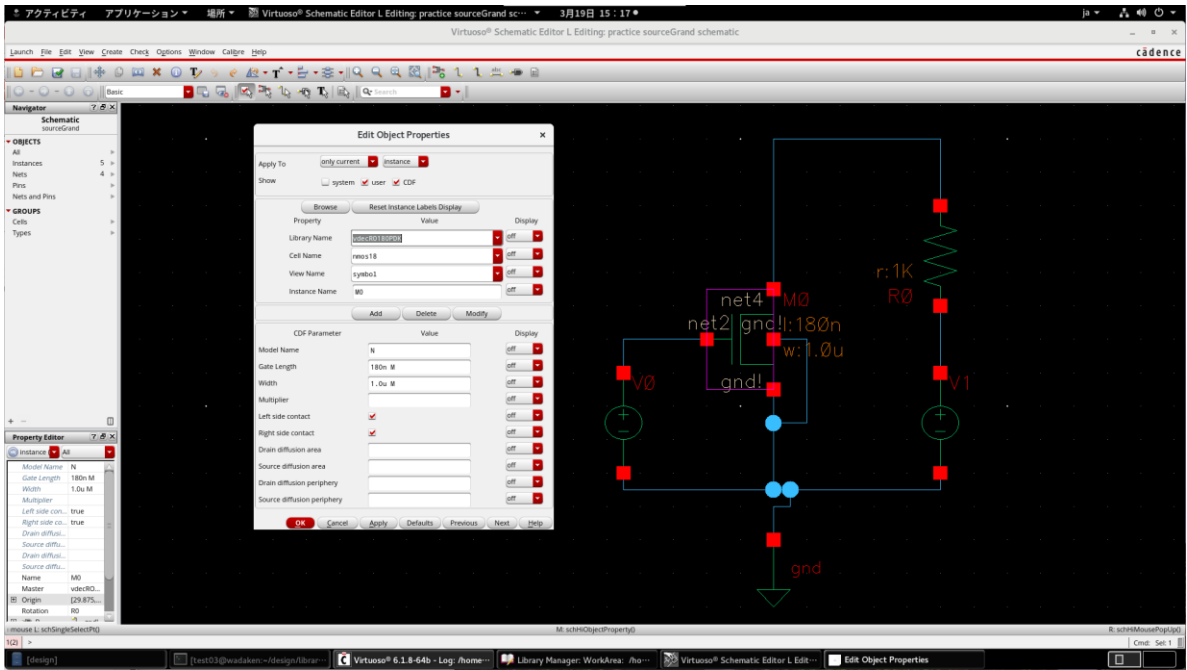 アクティビティ アプリケーション 場所 Virtuoso® Schematic Editor L Editing: practice sourceGrand sc··· 3月19日 15：17 ja
Virtuoso® Schematic Editor L Editing: practice sourceGrand schematic
Launch File Edit View Create Check Options Window Calibre Help cādence
Basic Search
Navigator
Schematic
sourceGrand
OBJECTS
All
Instances 5
Nets 4
Pins
Nets and Pins
GROUPS
Cells
Types
Property Editor
instance All
Model Name N
Gate Length 180n M
Width 1.0u M
Multiplier
Left side con... true
Right side co... true
Drain diffusi...
Source diffu...
Drain diffusi...
Source diffu...
Name M0
Master vdecRO...
Origin [29.875,...
Rotation R0
Edit Object Properties
Apply To only current instance
Show system user CDF
Browse Reset Instance Labels Display
Property Value Display
Library Name vdecRO180PDK off
Cell Name nmos18 off
View Name symbol off
Instance Name M0 off
Add Delete Modify
CDF Parameter Value Display
Model Name N off
Gate Length 180n M off
Width 1.0u M off
Multiplier off
Left side contact off
Right side contact off
Drain diffusion area off
Source diffusion area off
Drain diffusion periphery off
Source diffusion periphery off
OK Cancel Apply Defaults Previous Next Help
r:1K
R0
net4 M0
net2 gnd! l:180n
w:1.0u
gnd!
V0
V1
gnd
mouse L: schSingleSelectPt() M: schHiObjectProperty() R: schHiMousePopUp()
1(2) > Cmd: Sel: 1
[design] [test03@wadaken:~/design/librar··· Virtuoso® 6.1.8-64b - Log: /home··· Library Manager: WorkArea: /ho··· Virtuoso® Schematic Editor L Edit··· Edit Object Properties